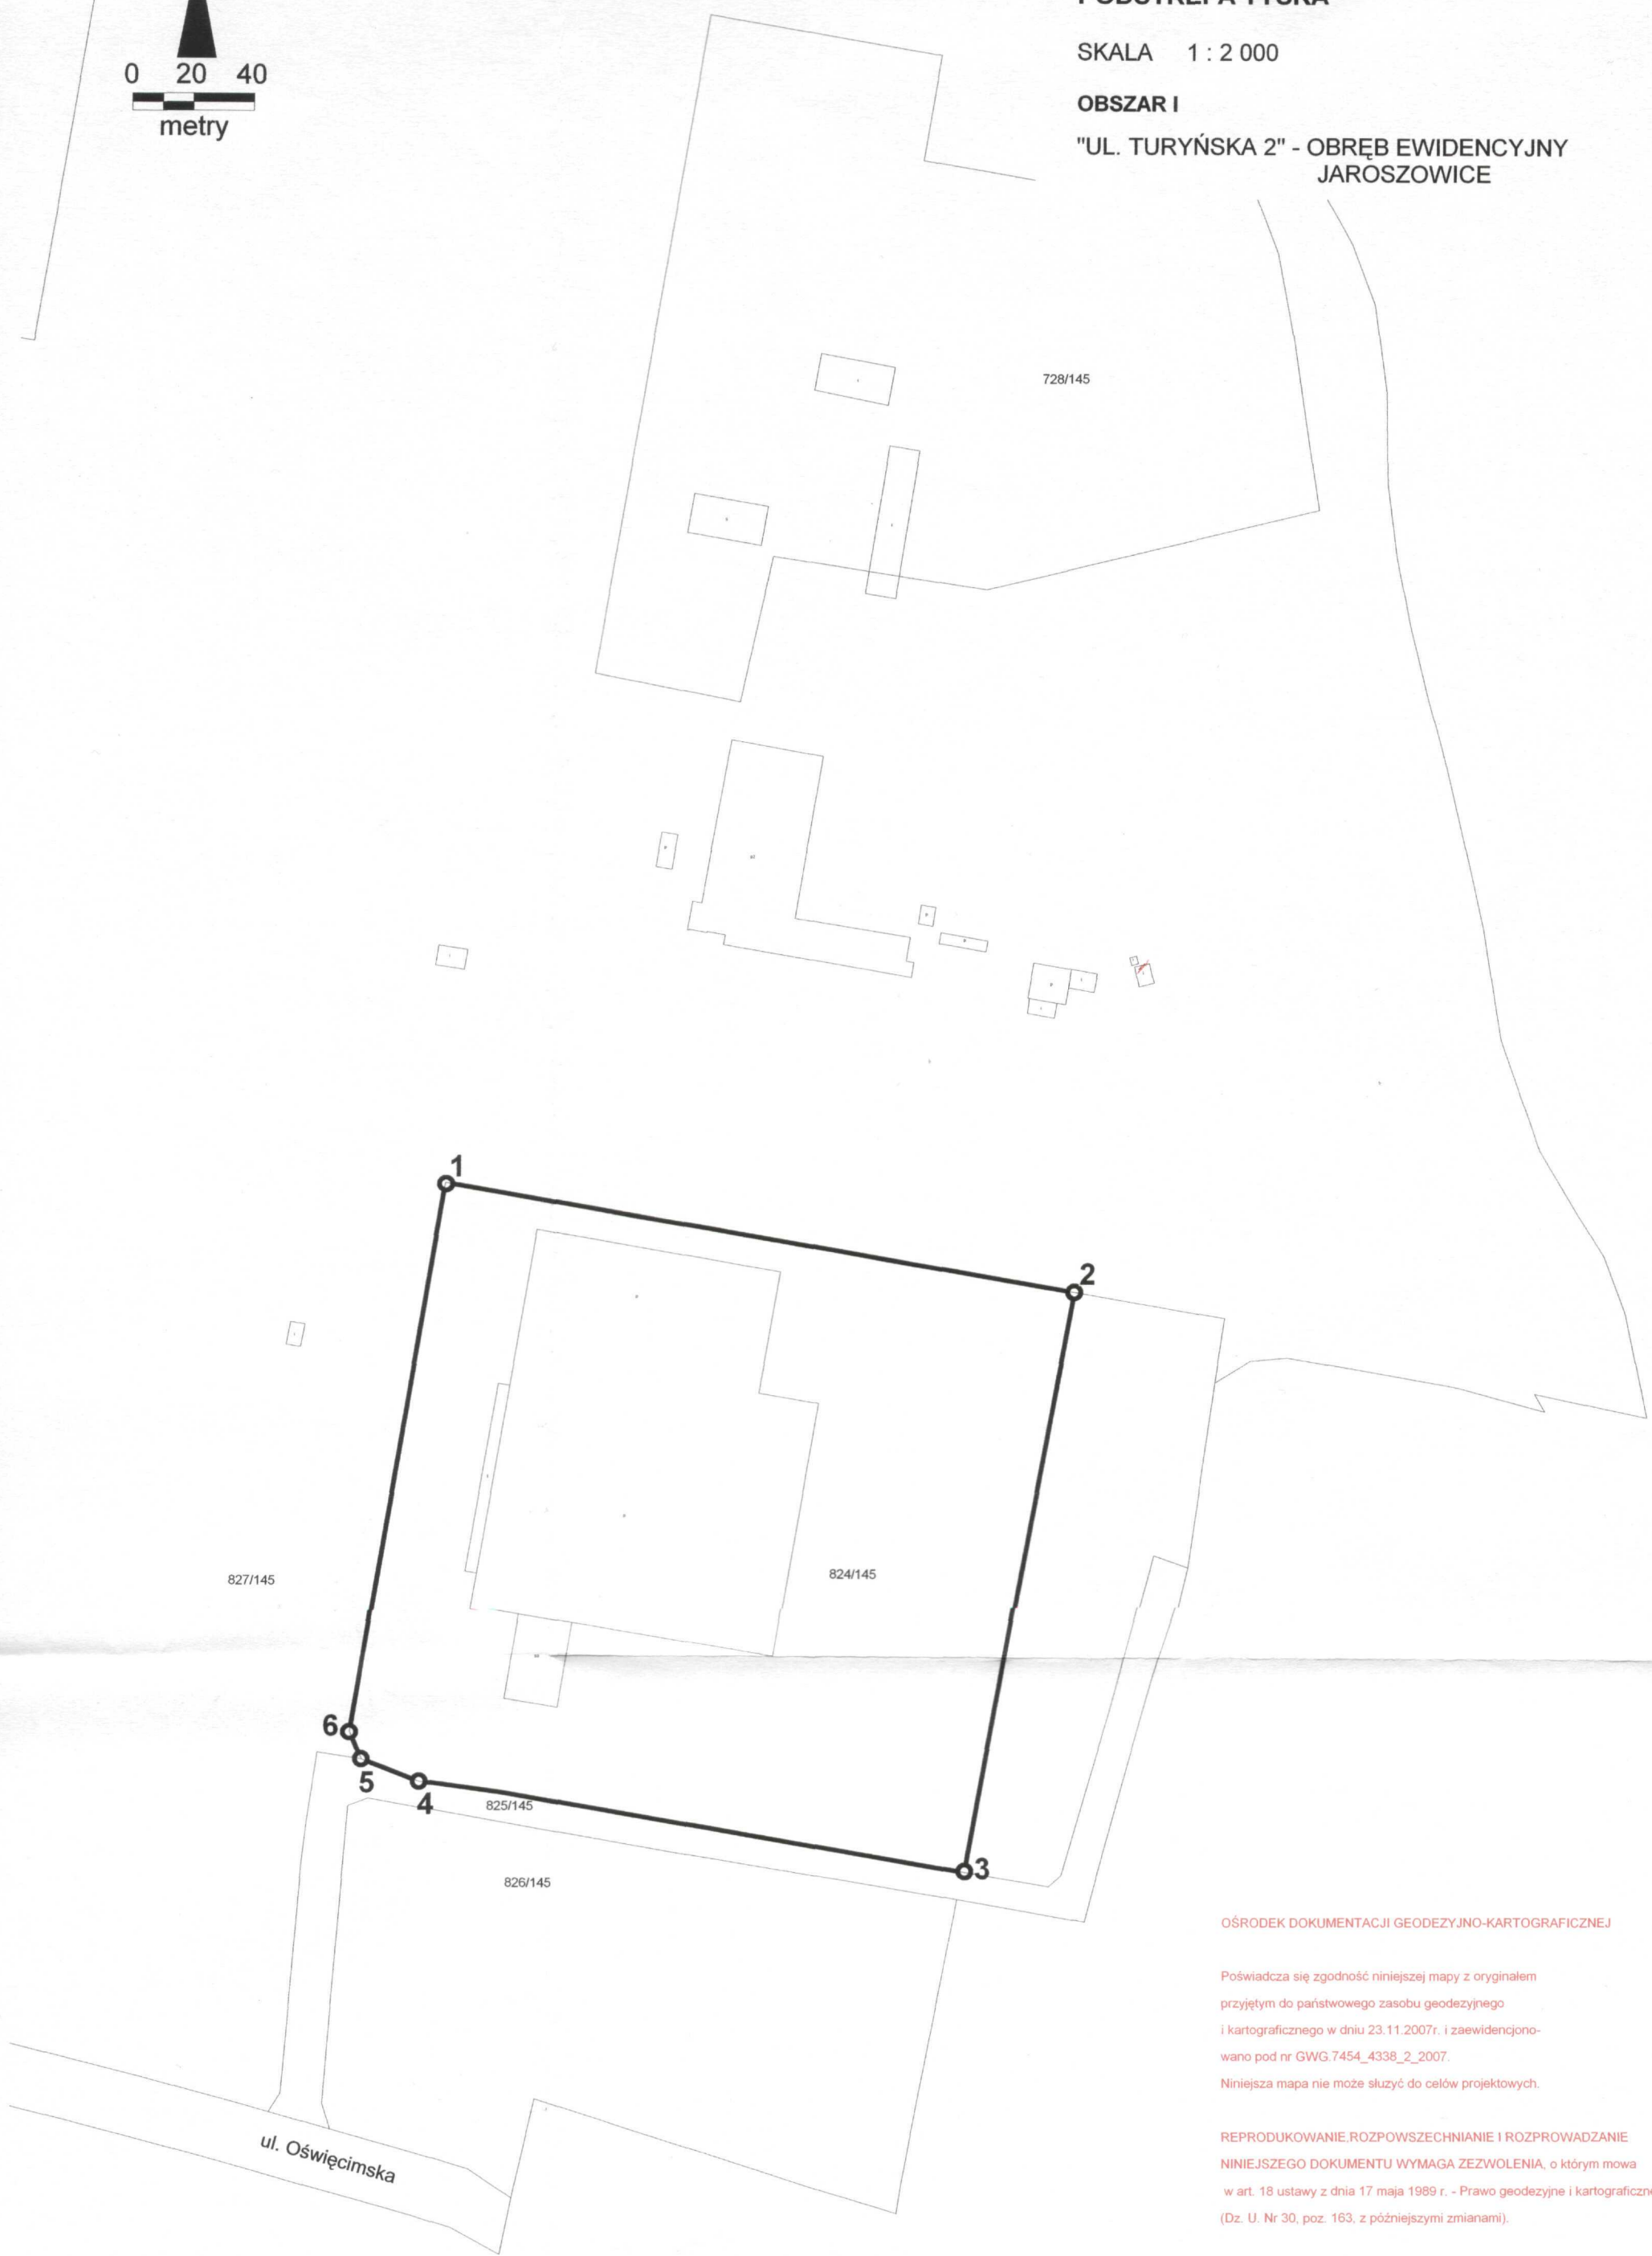 SKALA 1 : 2 000
OBSZAR I
"UL. TURYŃSKA 2" - OBRĘB EWIDENCYJNY
JAROSZOWICE
0 20 40
metry
728/145
1
2
827/145
824/145
6
5
4
825/145
3
826/145
ul. Oświęcimska
OŚRODEK DOKUMENTACJI GEODEZYJNO-KARTOGRAFICZNEJ
Poświadcza się zgodność niniejszej mapy z oryginałem
przyjętym do państwowego zasobu geodezyjnego
i kartograficznego w dniu 23.11.2007r. i zaewidencjono-
wano pod nr GWG.7454_4338_2_2007.
Niniejsza mapa nie może służyć do celów projektowych.
REPRODUKOWANIE,ROZPOWSZECHNIANIE I ROZPROWADZANIE
NINIEJSZEGO DOKUMENTU WYMAGA ZEZWOLENIA, o którym mowa
w art. 18 ustawy z dnia 17 maja 1989 r. - Prawo geodezyjne i kartograficzne
(Dz. U. Nr 30, poz. 163, z późniejszymi zmianami).